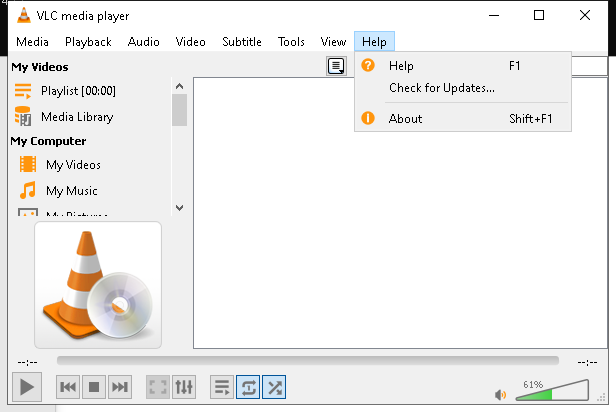 VLC media player
Media Playback Audio Video Subtitle Tools View Help
My Videos
Playlist [00:00]
Media Library
My Computer
My Videos
My Music
My Pictures
Help F1
Check for Updates...
About Shift+F1
--:-- --:--
61%